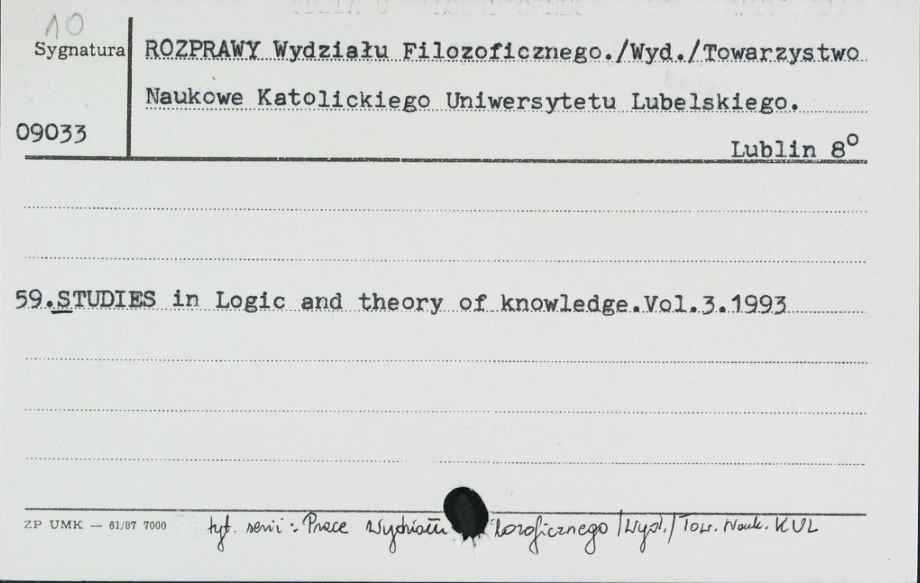 10
Sygnatura
ROZPRAWY Wydziału Filozoficznego./Wyd./Towarzystwo
Naukowe Katolickiego Uniwersytetu Lubelskiego.
09033
Lublin 8°
59.STUDIES in Logic and theory of knowledge.Vol.3.1993
ZP UMK — 61/87 7000
tyt. serii: Prace Wydziału lozoficznego /Wyd./ Tow. Nauk. KUL